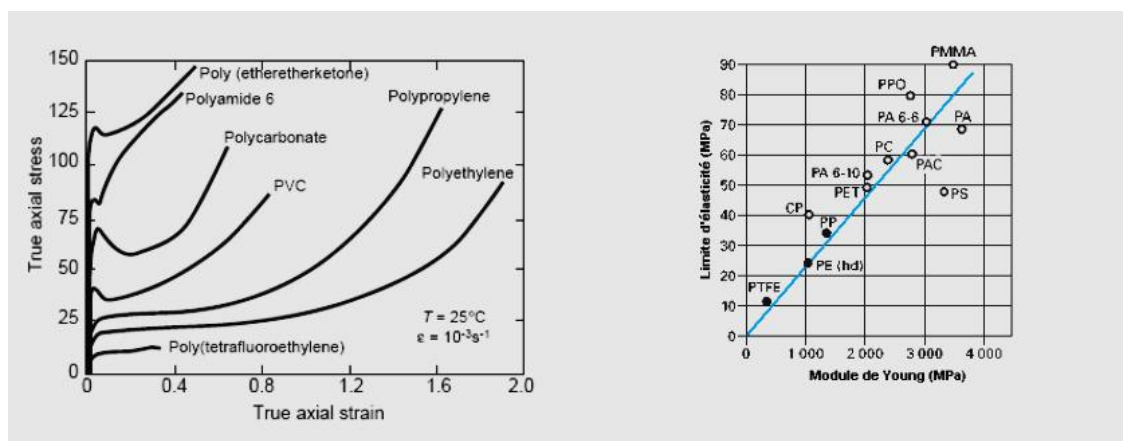 True axial stress
150
125
100
75
50
25
0
Poly (etheretherketone)
Polyamide 6
Polycarbonate
PVC
Polypropylene
Polyethylene
Poly(tetrafluoroethylene)
T = 25°C
ε = 10⁻³s⁻¹
0
0.4
0.8
1.2
1.6
2.0
True axial strain
Limite d'élasticité (MPa)
90
80
70
60
50
40
30
20
10
0
PMMA
PPO
PA 6-6
PA
PC
PAC
PA 6-10
PET
PS
CP
PP
PE (hd)
PTFE
0
1 000
2 000
3 000
4 000
Module de Young (MPa)